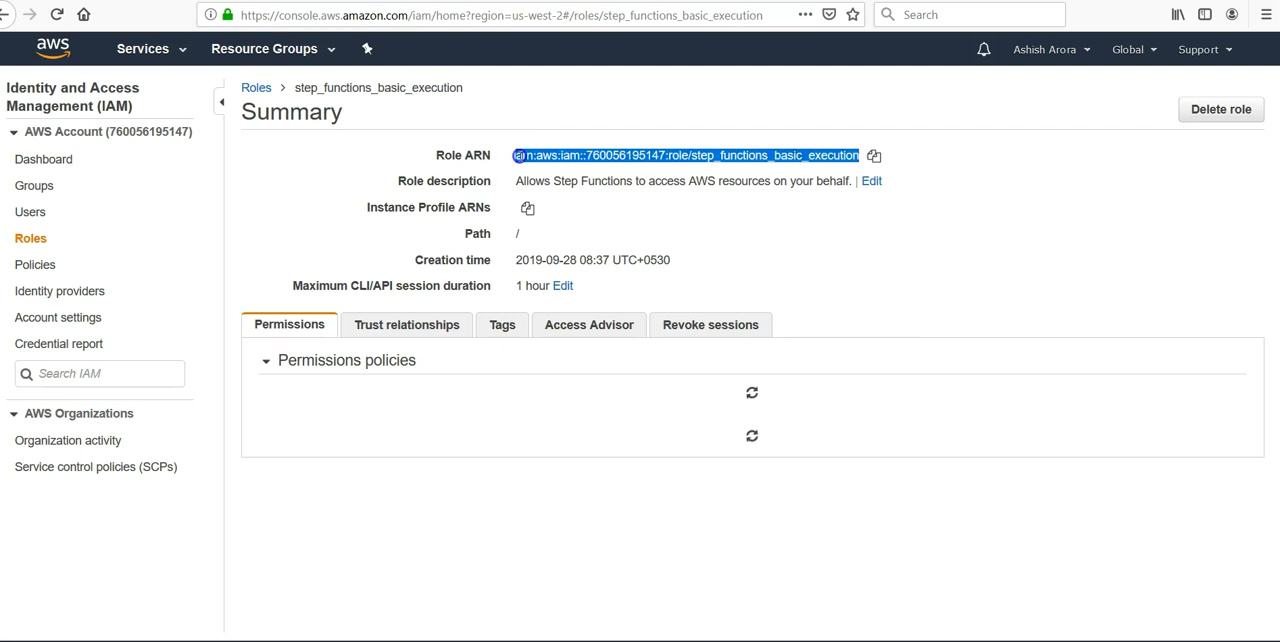 https://console.aws.amazon.com/iam/home?region=us-west-2#/roles/step_functions_basic_execution
Search
aws
Services
Resource Groups
Ashish Arora
Global
Support
Identity and Access Management (IAM)
AWS Account (760056195147)
Dashboard
Groups
Users
Roles
Policies
Identity providers
Account settings
Credential report
Search IAM
AWS Organizations
Organization activity
Service control policies (SCPs)
Roles > step_functions_basic_execution
Summary
Delete role
Role ARN arn:aws:iam::760056195147:role/step_functions_basic_execution
Role description Allows Step Functions to access AWS resources on your behalf. | Edit
Instance Profile ARNs
Path /
Creation time 2019-09-28 08:37 UTC+0530
Maximum CLI/API session duration 1 hour Edit
Permissions
Trust relationships
Tags
Access Advisor
Revoke sessions
Permissions policies